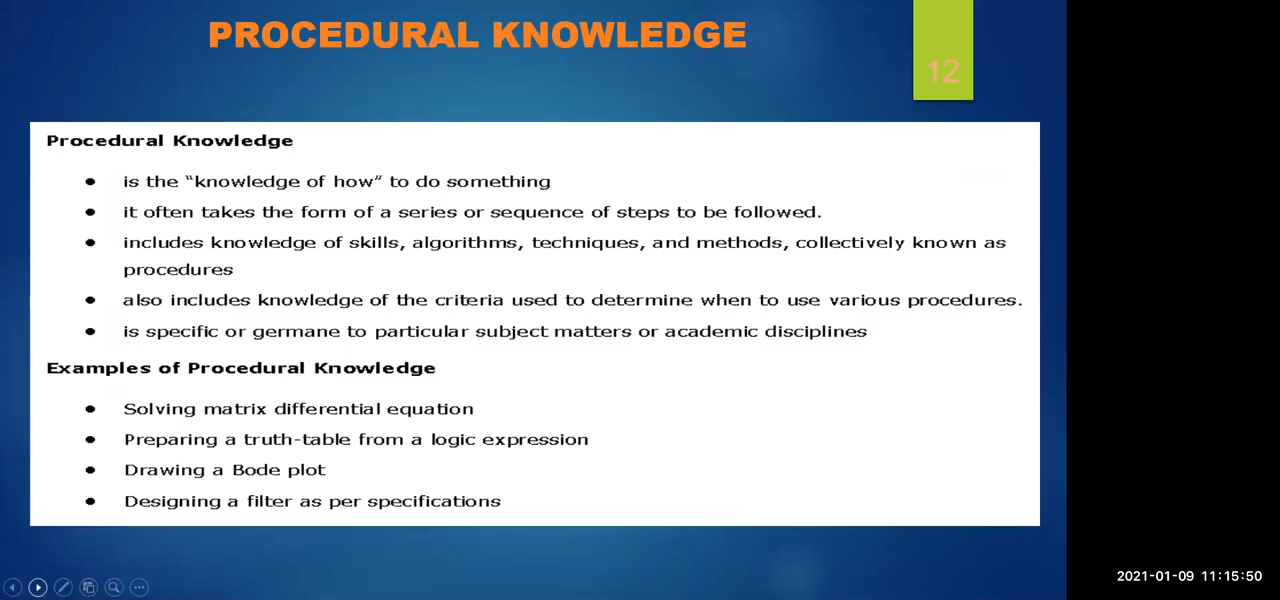 PROCEDURAL KNOWLEDGE
12
Procedural Knowledge
● is the “knowledge of how” to do something
● it often takes the form of a series or sequence of steps to be followed.
● includes knowledge of skills, algorithms, techniques, and methods, collectively known as
procedures
● also includes knowledge of the criteria used to determine when to use various procedures.
● is specific or germane to particular subject matters or academic disciplines
Examples of Procedural Knowledge
● Solving matrix differential equation
● Preparing a truth-table from a logic expression
● Drawing a Bode plot
● Designing a filter as per specifications
2021-01-09 11:15:50